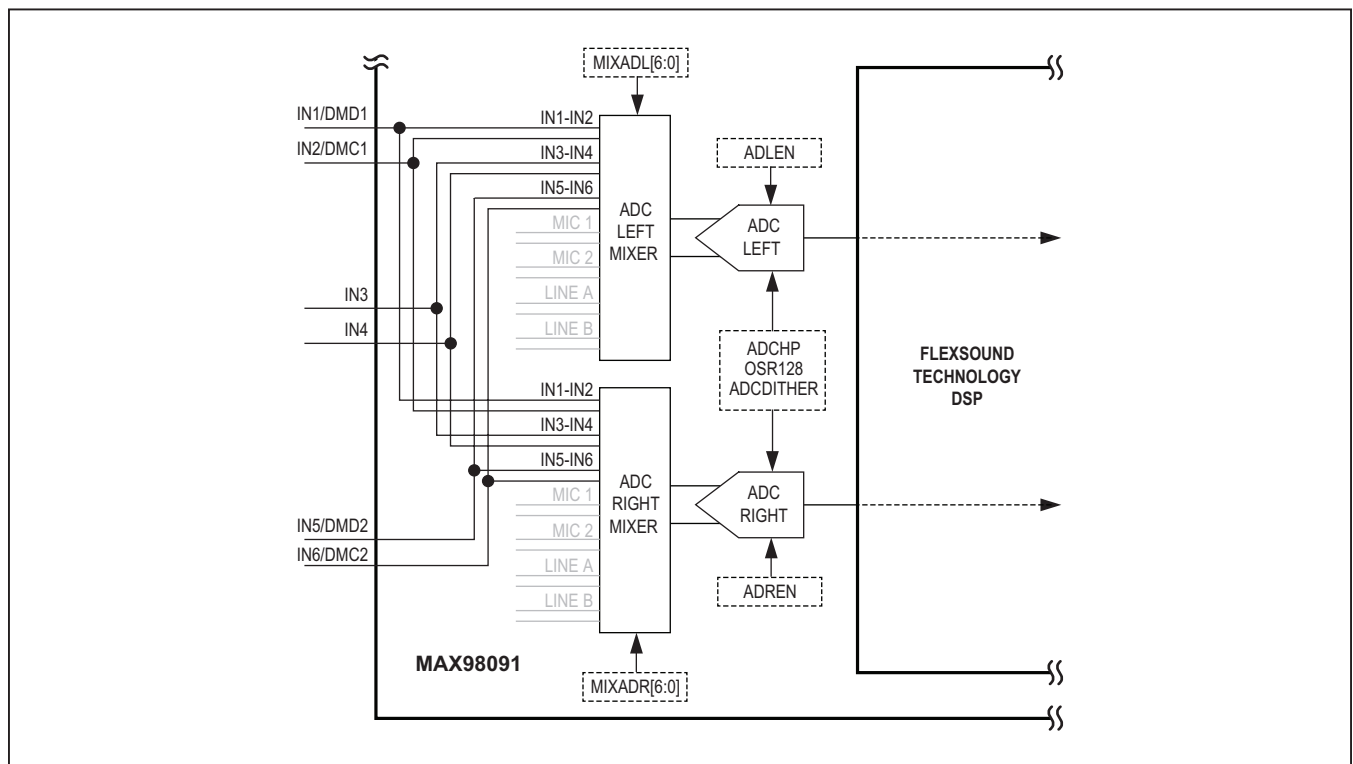 MIXADL[6:0]
IN1/DMD1
IN2/DMC1
IN1-IN2
IN3-IN4
IN5-IN6
MIC 1
MIC 2
LINE A
LINE B
ADC
LEFT
MIXER
ADLEN
ADC
LEFT
IN3
IN4
ADCHP
OSR128
ADCDITHER
FLEXSOUND
TECHNOLOGY
DSP
IN1-IN2
IN3-IN4
IN5-IN6
MIC 1
MIC 2
LINE A
LINE B
ADC
RIGHT
MIXER
ADC
RIGHT
IN5/DMD2
IN6/DMC2
ADREN
MAX98091
MIXADR[6:0]